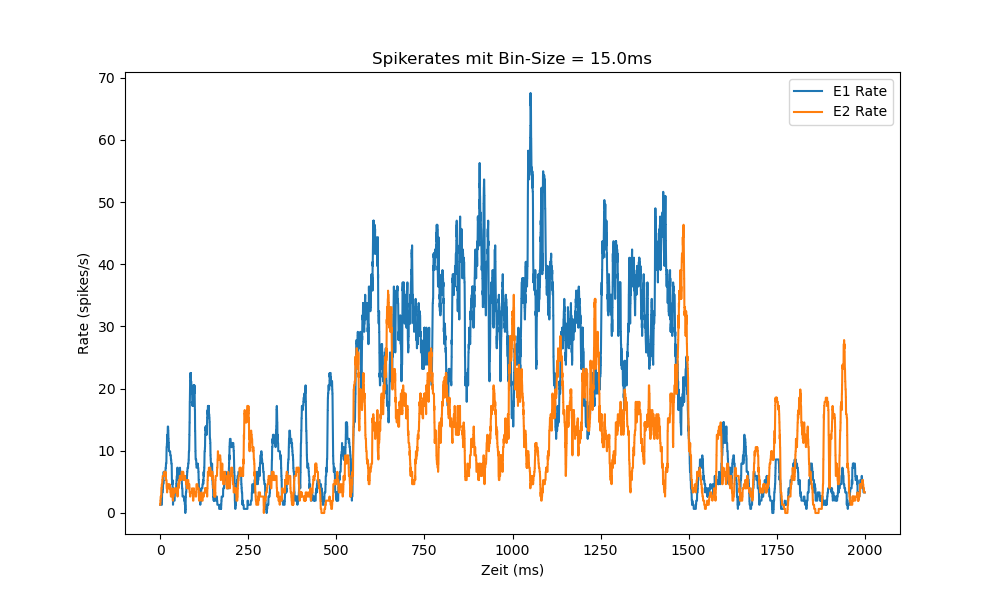 Spikerates mit Bin-Size = 15.0ms
E1 Rate
E2 Rate
70
60
50
40
30
20
10
0
Rate (spikes/s)
0 250 500 750 1000 1250 1500 1750 2000
Zeit (ms)